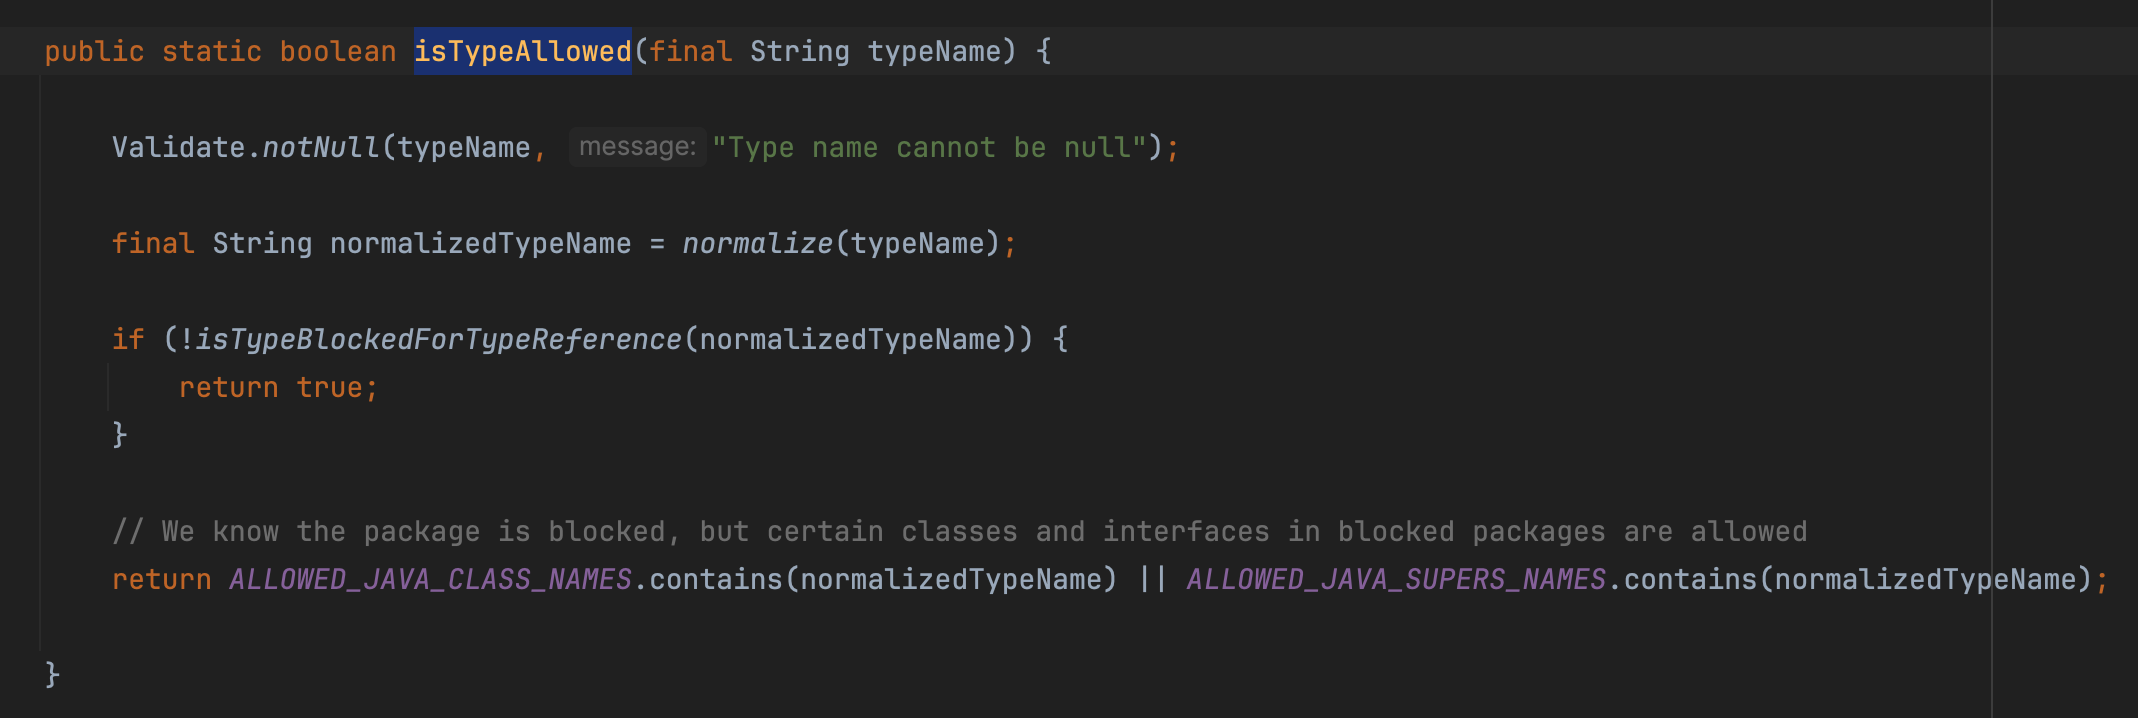 public static boolean isTypeAllowed(final String typeName) {
Validate.notNull(typeName, message: "Type name cannot be null");
final String normalizedTypeName = normalize(typeName);
if (!isTypeBlockedForTypeReference(normalizedTypeName)) {
return true;
}
// We know the package is blocked, but certain classes and interfaces in blocked packages are allowed
return ALLOWED_JAVA_CLASS_NAMES.contains(normalizedTypeName) || ALLOWED_JAVA_SUPERS_NAMES.contains(normalizedTypeName);
}